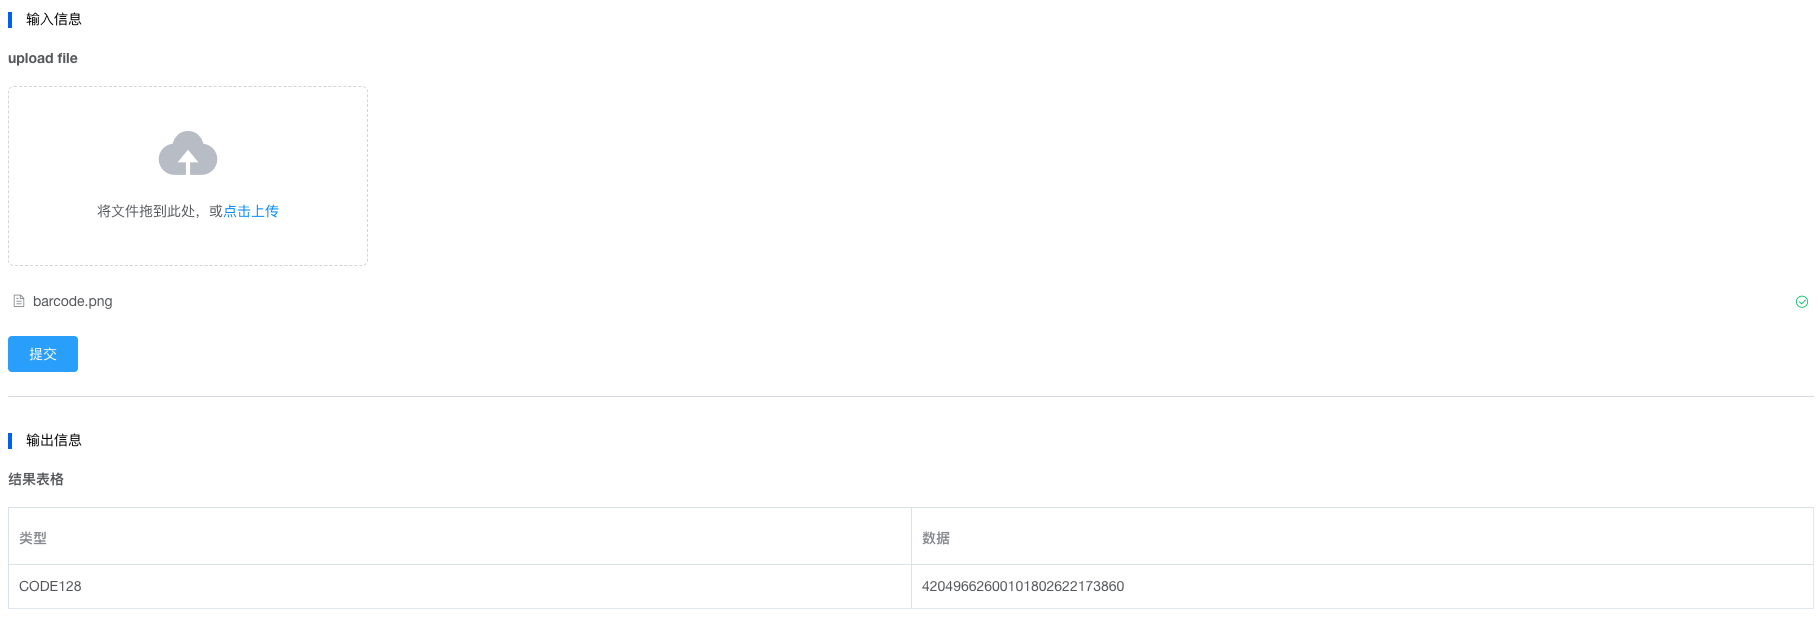 输入信息
upload file
将文件拖到此处，或点击上传
barcode.png
提交
输出信息
结果表格
类型 数据
CODE128 42049662600101802622173860